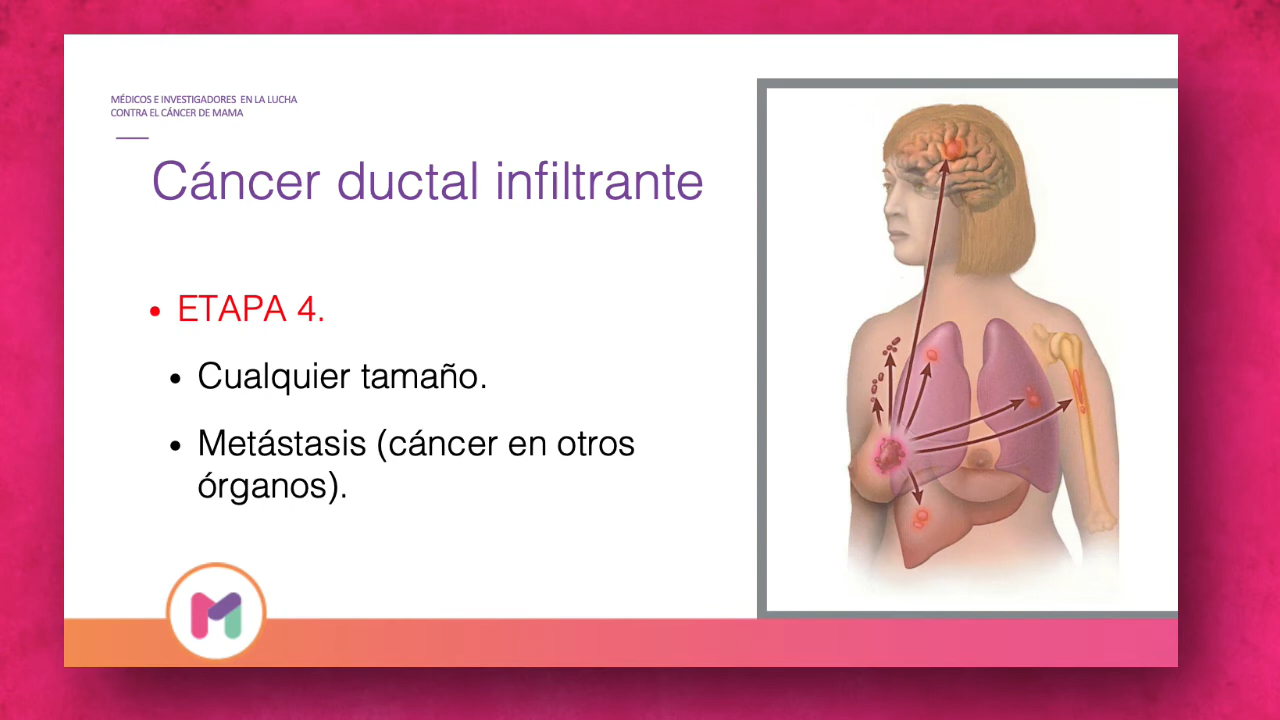 MÉDICOS E INVESTIGADORES EN LA LUCHA
CONTRA EL CÁNCER DE MAMA
Cáncer ductal infiltrante
• ETAPA 4.
• Cualquier tamaño.
• Metástasis (cáncer en otros
órganos).